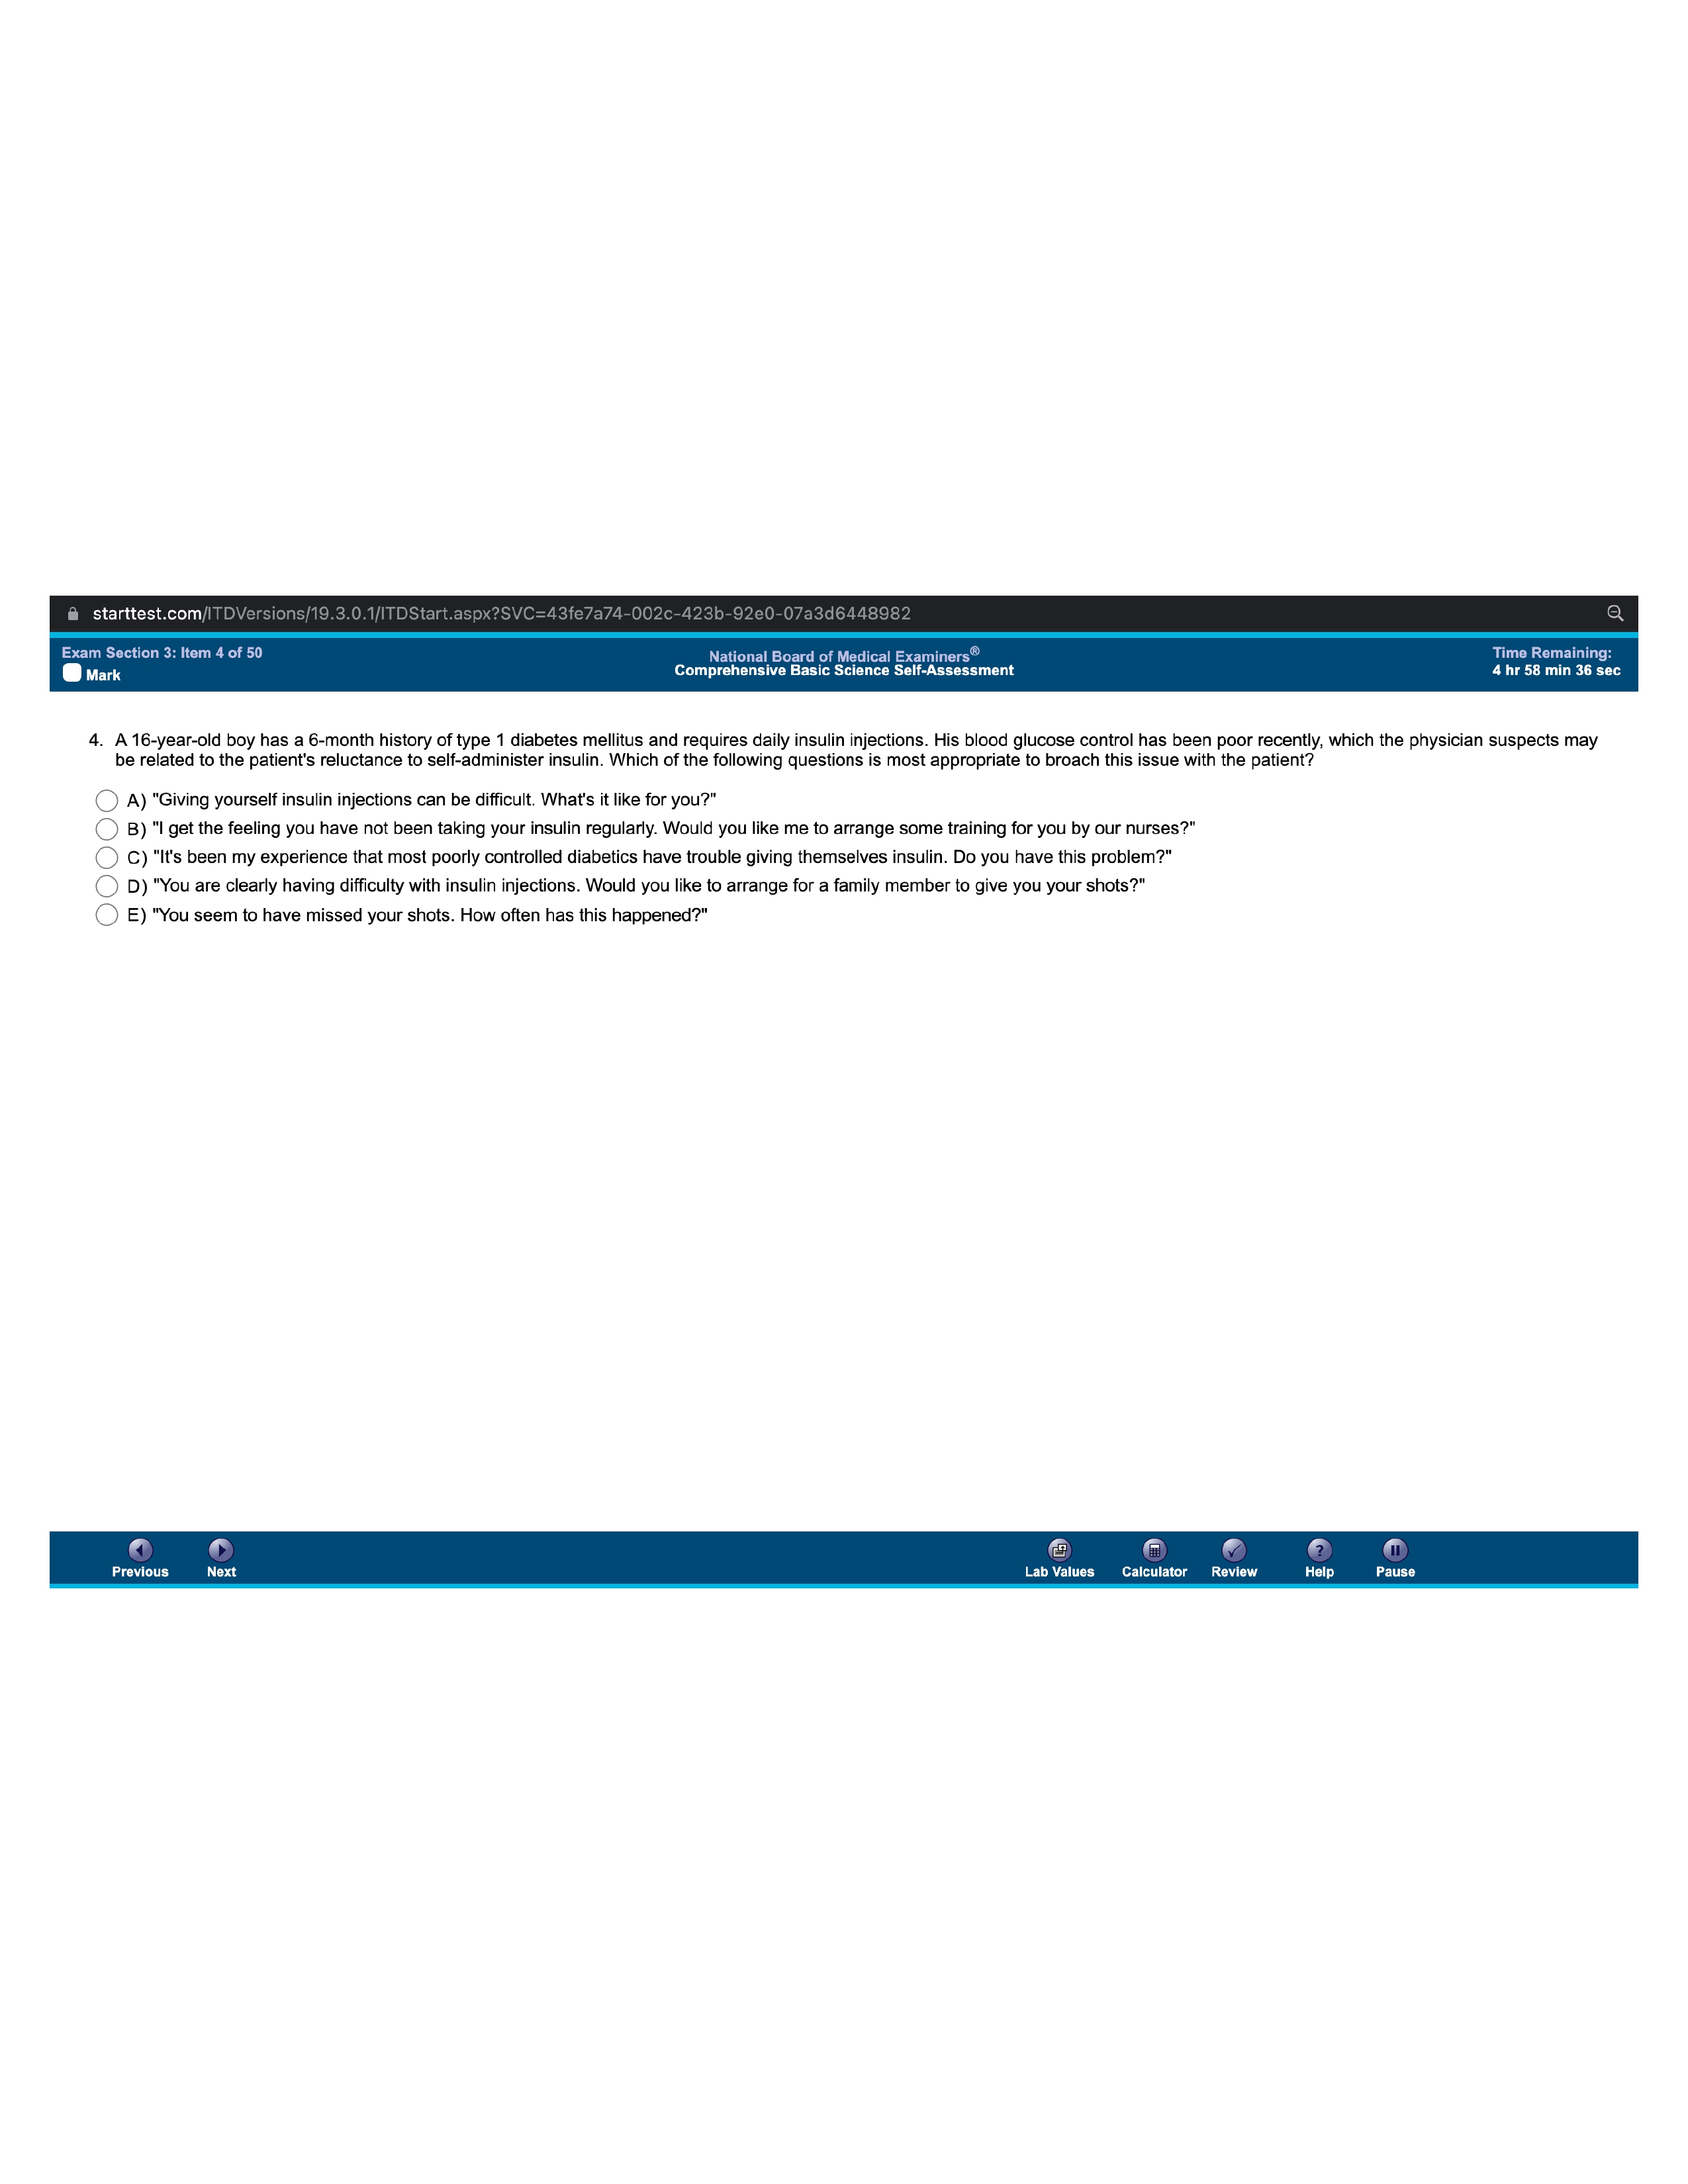 starttest.com/ITDVersions/19.3.0.1/ITDStart.aspx?SVC=43fe7a74-002c-423b-92e0-07a3d6448982
Exam Section 3: Item 4 of 50
Mark
National Board of Medical Examiners®
Comprehensive Basic Science Self-Assessment
Time Remaining:
4 hr 58 min 36 sec
4. A 16-year-old boy has a 6-month history of type 1 diabetes mellitus and requires daily insulin injections. His blood glucose control has been poor recently, which the physician suspects may
be related to the patient's reluctance to self-administer insulin. Which of the following questions is most appropriate to broach this issue with the patient?
A) "Giving yourself insulin injections can be difficult. What's it like for you?"
B) "I get the feeling you have not been taking your insulin regularly. Would you like me to arrange some training for you by our nurses?"
C) "It's been my experience that most poorly controlled diabetics have trouble giving themselves insulin. Do you have this problem?"
D) "You are clearly having difficulty with insulin injections. Would you like to arrange for a family member to give you your shots?"
E) "You seem to have missed your shots. How often has this happened?"
Previous
Next
Lab Values
Calculator
Review
Help
Pause